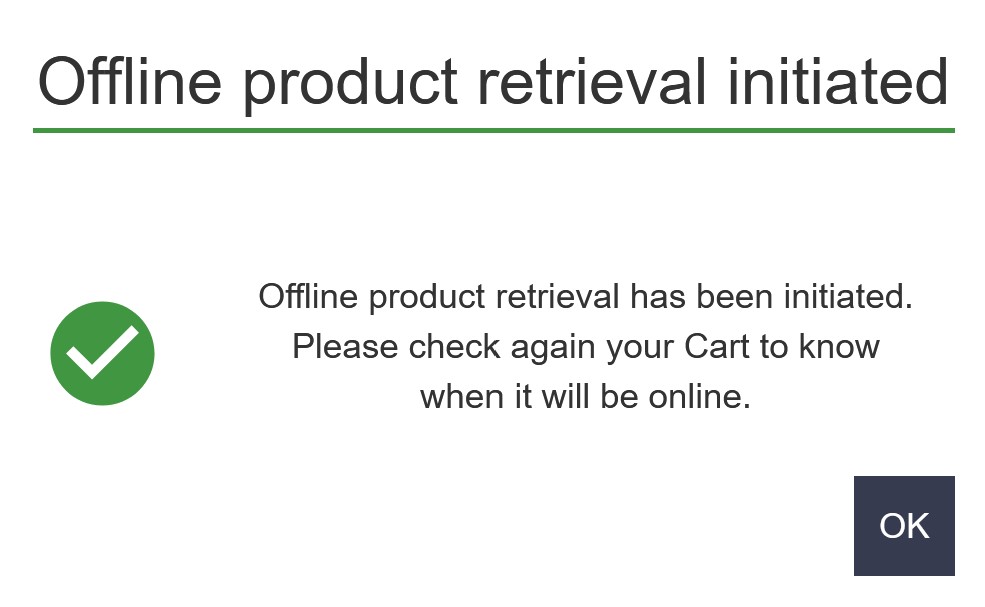 Offline product retrieval initiated
Offline product retrieval has been initiated.
Please check again your Cart to know
when it will be online.
OK